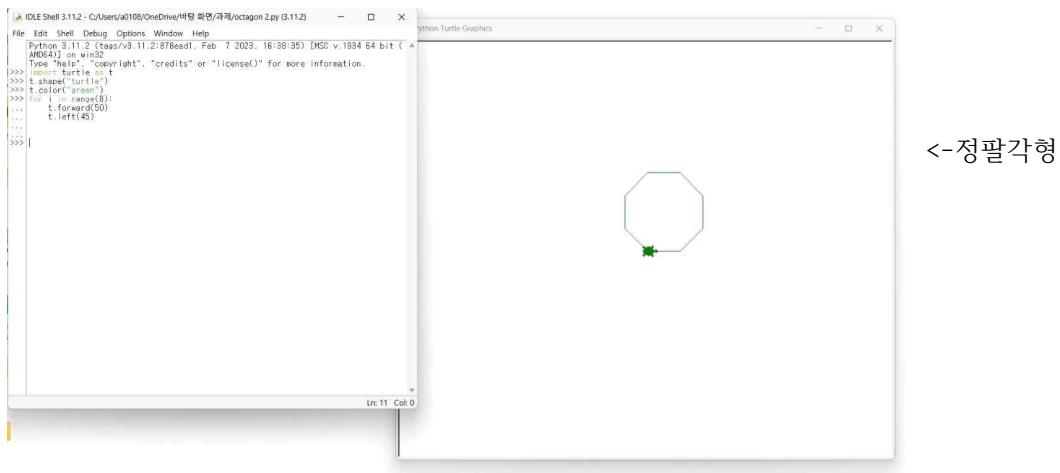 IDLE Shell 3.11.2 - C:/Users/a0108/OneDrive/바탕 화면/과제/octagon 2.py (3.11.2)
File Edit Shell Debug Options Window Help
Python 3.11.2 (tags/v3.11.2:878ead1, Feb 7 2023, 16:38:35) [MSC v.1934 64 bit (
AMD64)] on win32
Type "help", "copyright", "credits" or "license()" for more information.
>>> import turtle as t
>>> t.shape("turtle")
>>> t.color("green")
>>> for i in range(8):
... t.forward(50)
... t.left(45)
...
...
>>>
Ln: 11 Col: 0
Python Turtle Graphics
<-정팔각형